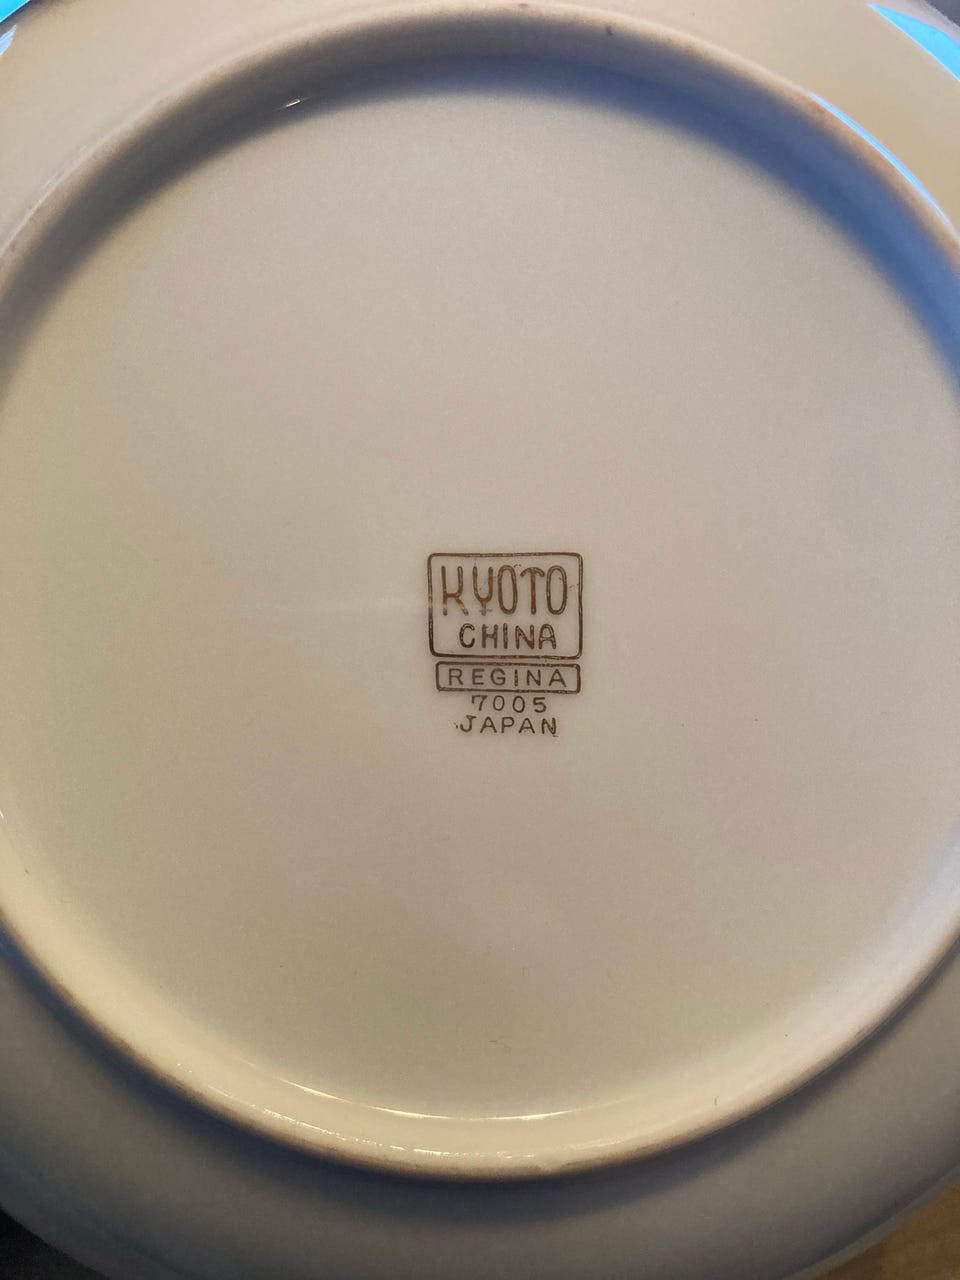 KYOTO
CHINA
REGINA
7005
JAPAN